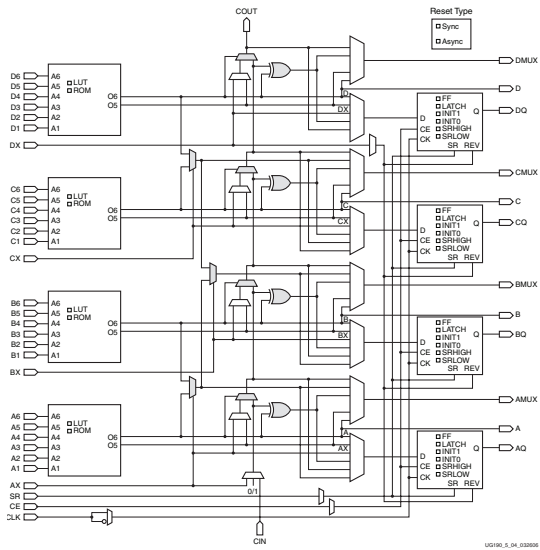 COUT
Reset Type
Sync
Async
DMUX
D6 A6
D5 A5
D4 A4
D3 A3
D2 A2
D1 A1
LUT
ROM
O6
O5
D
DX
D
FF
LATCH
INIT1
INIT0
SRHIGH
SRLOW
SR REV
D
CE
CK
Q
DQ
DX
CMUX
C6 A6
C5 A5
C4 A4
C3 A3
C2 A2
C1 A1
LUT
ROM
O6
O5
C
CX
C
FF
LATCH
INIT1
INIT0
SRHIGH
SRLOW
SR REV
D
CE
CK
Q
CQ
CX
BMUX
B6 A6
B5 A5
B4 A4
B3 A3
B2 A2
B1 A1
LUT
ROM
O6
O5
B
BX
B
FF
LATCH
INIT1
INIT0
SRHIGH
SRLOW
SR REV
D
CE
CK
Q
BQ
BX
AMUX
A6 A6
A5 A5
A4 A4
A3 A3
A2 A2
A1 A1
LUT
ROM
O6
O5
A
AX
A
FF
LATCH
INIT1
INIT0
SRHIGH
SRLOW
SR REV
D
CE
CK
Q
AQ
AX
SR
CE
CLK
0/1
CIN
UG190_5_04_032606